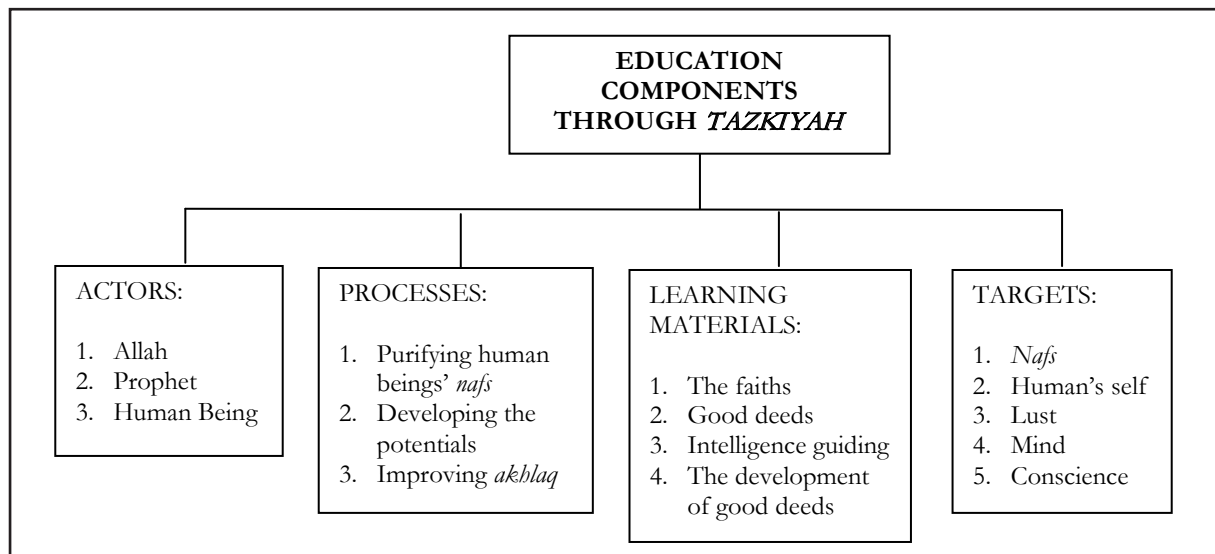 EDUCATION
COMPONENTS
THROUGH TAZKIYAH
ACTORS:
1. Allah
2. Prophet
3. Human Being
PROCESSES:
1. Purifying human
beings’ nafs
2. Developing the
potentials
3. Improving akhlaq
LEARNING
MATERIALS:
1. The faiths
2. Good deeds
3. Intelligence guiding
4. The development
of good deeds
TARGETS:
1. Nafs
2. Human’s self
3. Lust
4. Mind
5. Conscience